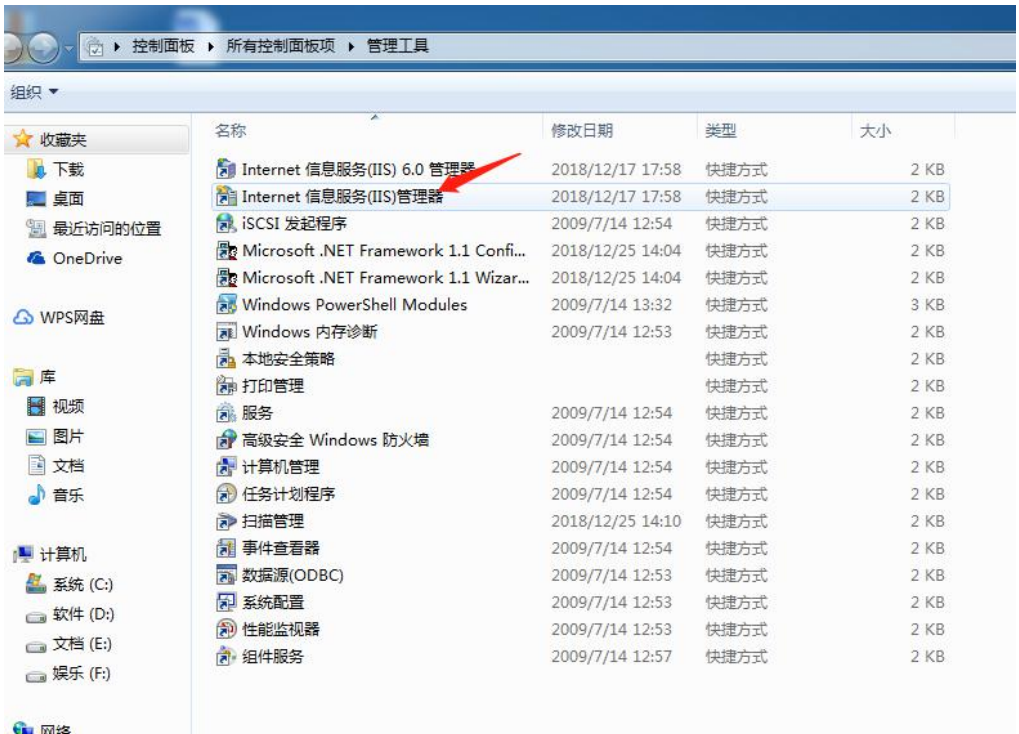 控制面板 ▸ 所有控制面板项 ▸ 管理工具
组织
名称 修改日期 类型 大小
收藏夹
下载
桌面
最近访问的位置
OneDrive
WPS网盘
库
视频
图片
文档
音乐
计算机
系统 (C:)
软件 (D:)
文档 (E:)
娱乐 (F:)
网络
Internet 信息服务(IIS) 6.0 管理器 2018/12/17 17:58 快捷方式 2 KB
Internet 信息服务(IIS)管理器 2018/12/17 17:58 快捷方式 2 KB
iSCSI 发起程序 2009/7/14 12:54 快捷方式 2 KB
Microsoft .NET Framework 1.1 Confi... 2018/12/25 14:04 快捷方式 2 KB
Microsoft .NET Framework 1.1 Wizar... 2018/12/25 14:04 快捷方式 2 KB
Windows PowerShell Modules 2009/7/14 13:32 快捷方式 3 KB
Windows 内存诊断 2009/7/14 12:53 快捷方式 2 KB
本地安全策略 快捷方式 2 KB
打印管理 快捷方式 2 KB
服务 2009/7/14 12:54 快捷方式 2 KB
高级安全 Windows 防火墙 2009/7/14 12:54 快捷方式 2 KB
计算机管理 2009/7/14 12:54 快捷方式 2 KB
任务计划程序 2009/7/14 12:54 快捷方式 2 KB
扫描管理 2018/12/25 14:10 快捷方式 2 KB
事件查看器 2009/7/14 12:54 快捷方式 2 KB
数据源(ODBC) 2009/7/14 12:53 快捷方式 2 KB
系统配置 2009/7/14 12:53 快捷方式 2 KB
性能监视器 2009/7/14 12:53 快捷方式 2 KB
组件服务 2009/7/14 12:57 快捷方式 2 KB